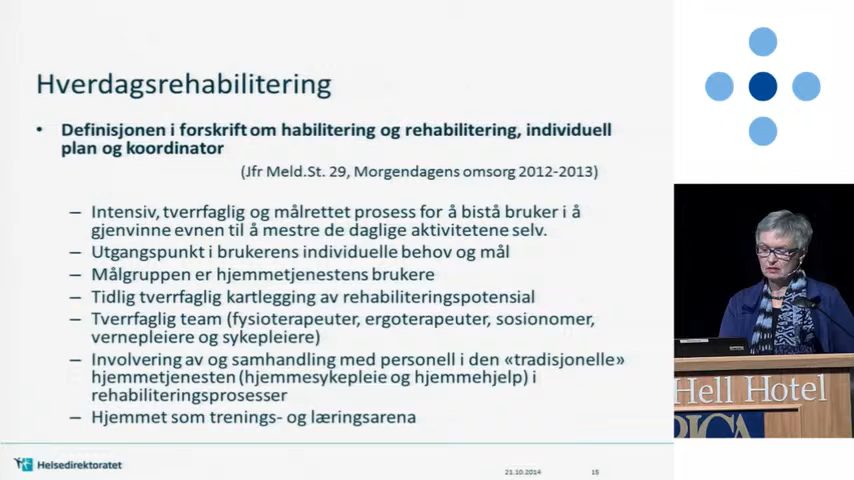 Hverdagsrehabilitering
• Definisjonen i forskrift om habilitering og rehabilitering, individuell
plan og koordinator
(Jfr Meld.St. 29, Morgendagens omsorg 2012-2013)
– Intensiv, tverrfaglig og målrettet prosess for å bistå bruker i å
gjenvinne evnen til å mestre de daglige aktivitetene selv.
– Utgangspunkt i brukerens individuelle behov og mål
– Målgruppen er hjemmetjenestens brukere
– Tidlig tverrfaglig kartlegging av rehabiliteringspotensial
– Tverrfaglig team (fysioterapeuter, ergoterapeuter, sosionomer,
vernepleiere og sykepleiere)
– Involvering av og samhandling med personell i den «tradisjonelle»
hjemmetjenesten (hjemmesykepleie og hjemmehjelp) i
rehabiliteringsprosesser
– Hjemmet som trenings- og læringsarena
Helsedirektoratet
21.10.2014
15
Hell Hotel
RICA